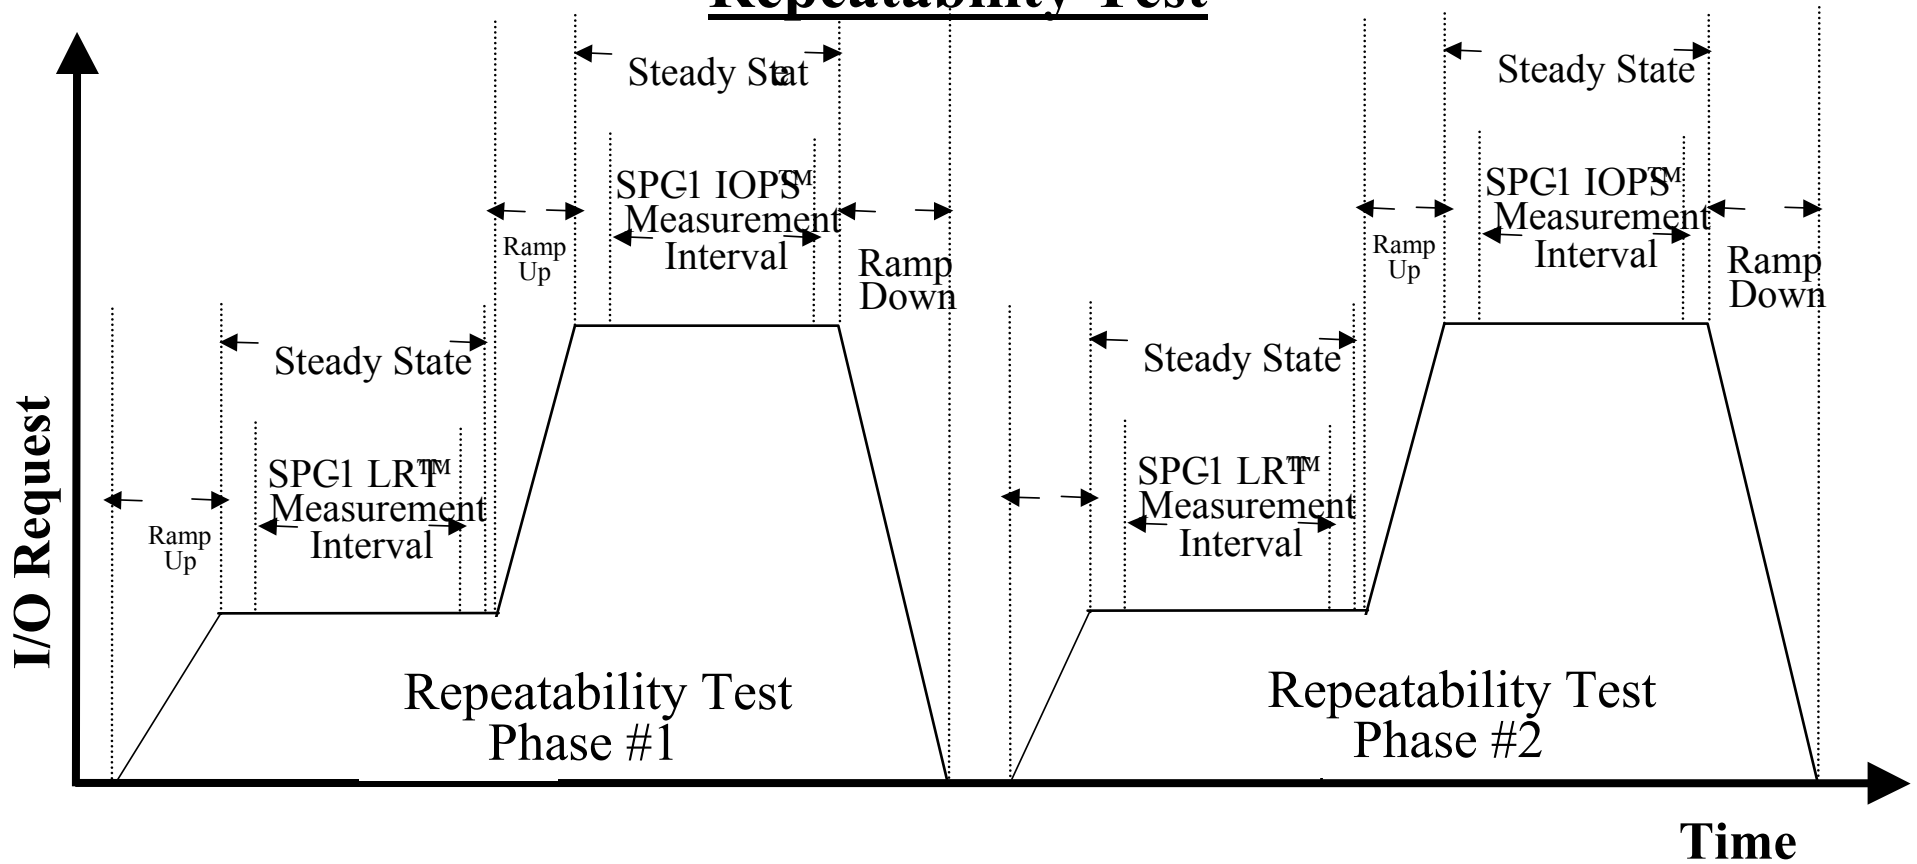 Repeatability Test
Steady Stat
Steady State
SPC-1 IOPS™
Measurement
Interval
SPC-1 IOPS™
Measurement
Interval
Ramp
Up
Ramp
Down
Ramp
Up
Ramp
Down
Steady State
Steady State
SPC-1 LRT™
Measurement
Interval
SPC-1 LRT™
Measurement
Interval
Ramp
Up
I/O Request
Repeatability Test
Phase #1
Repeatability Test
Phase #2
Time